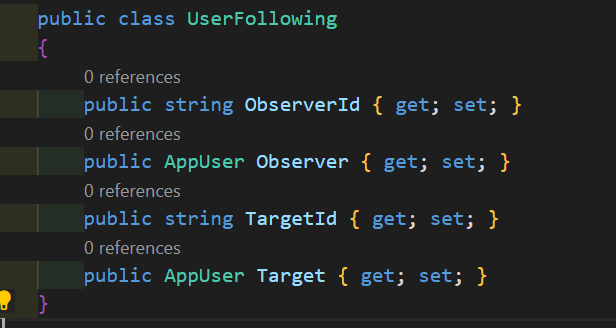 public class UserFollowing
{
0 references
public string ObserverId { get; set; }
0 references
public AppUser Observer { get; set; }
0 references
public string TargetId { get; set; }
0 references
public AppUser Target { get; set; }
}